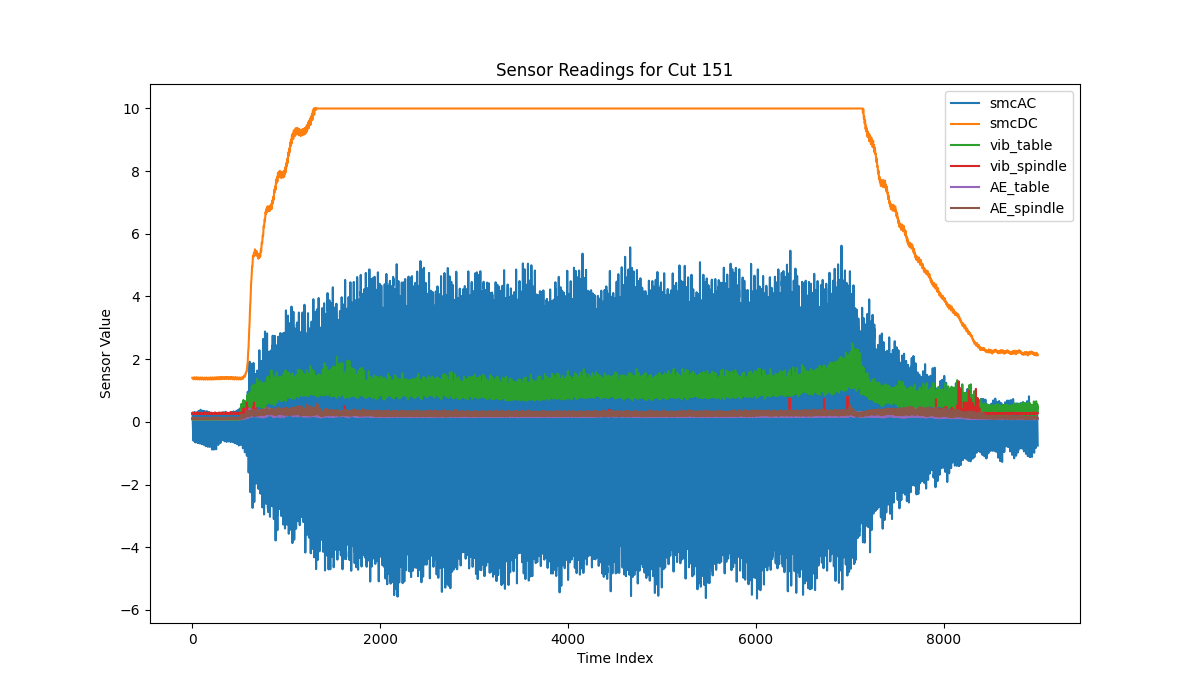 Sensor Readings for Cut 151
smcAC
smcDC
vib_table
vib_spindle
AE_table
AE_spindle
Sensor Value
10
8
6
4
2
0
−2
−4
−6
0 2000 4000 6000 8000
Time Index